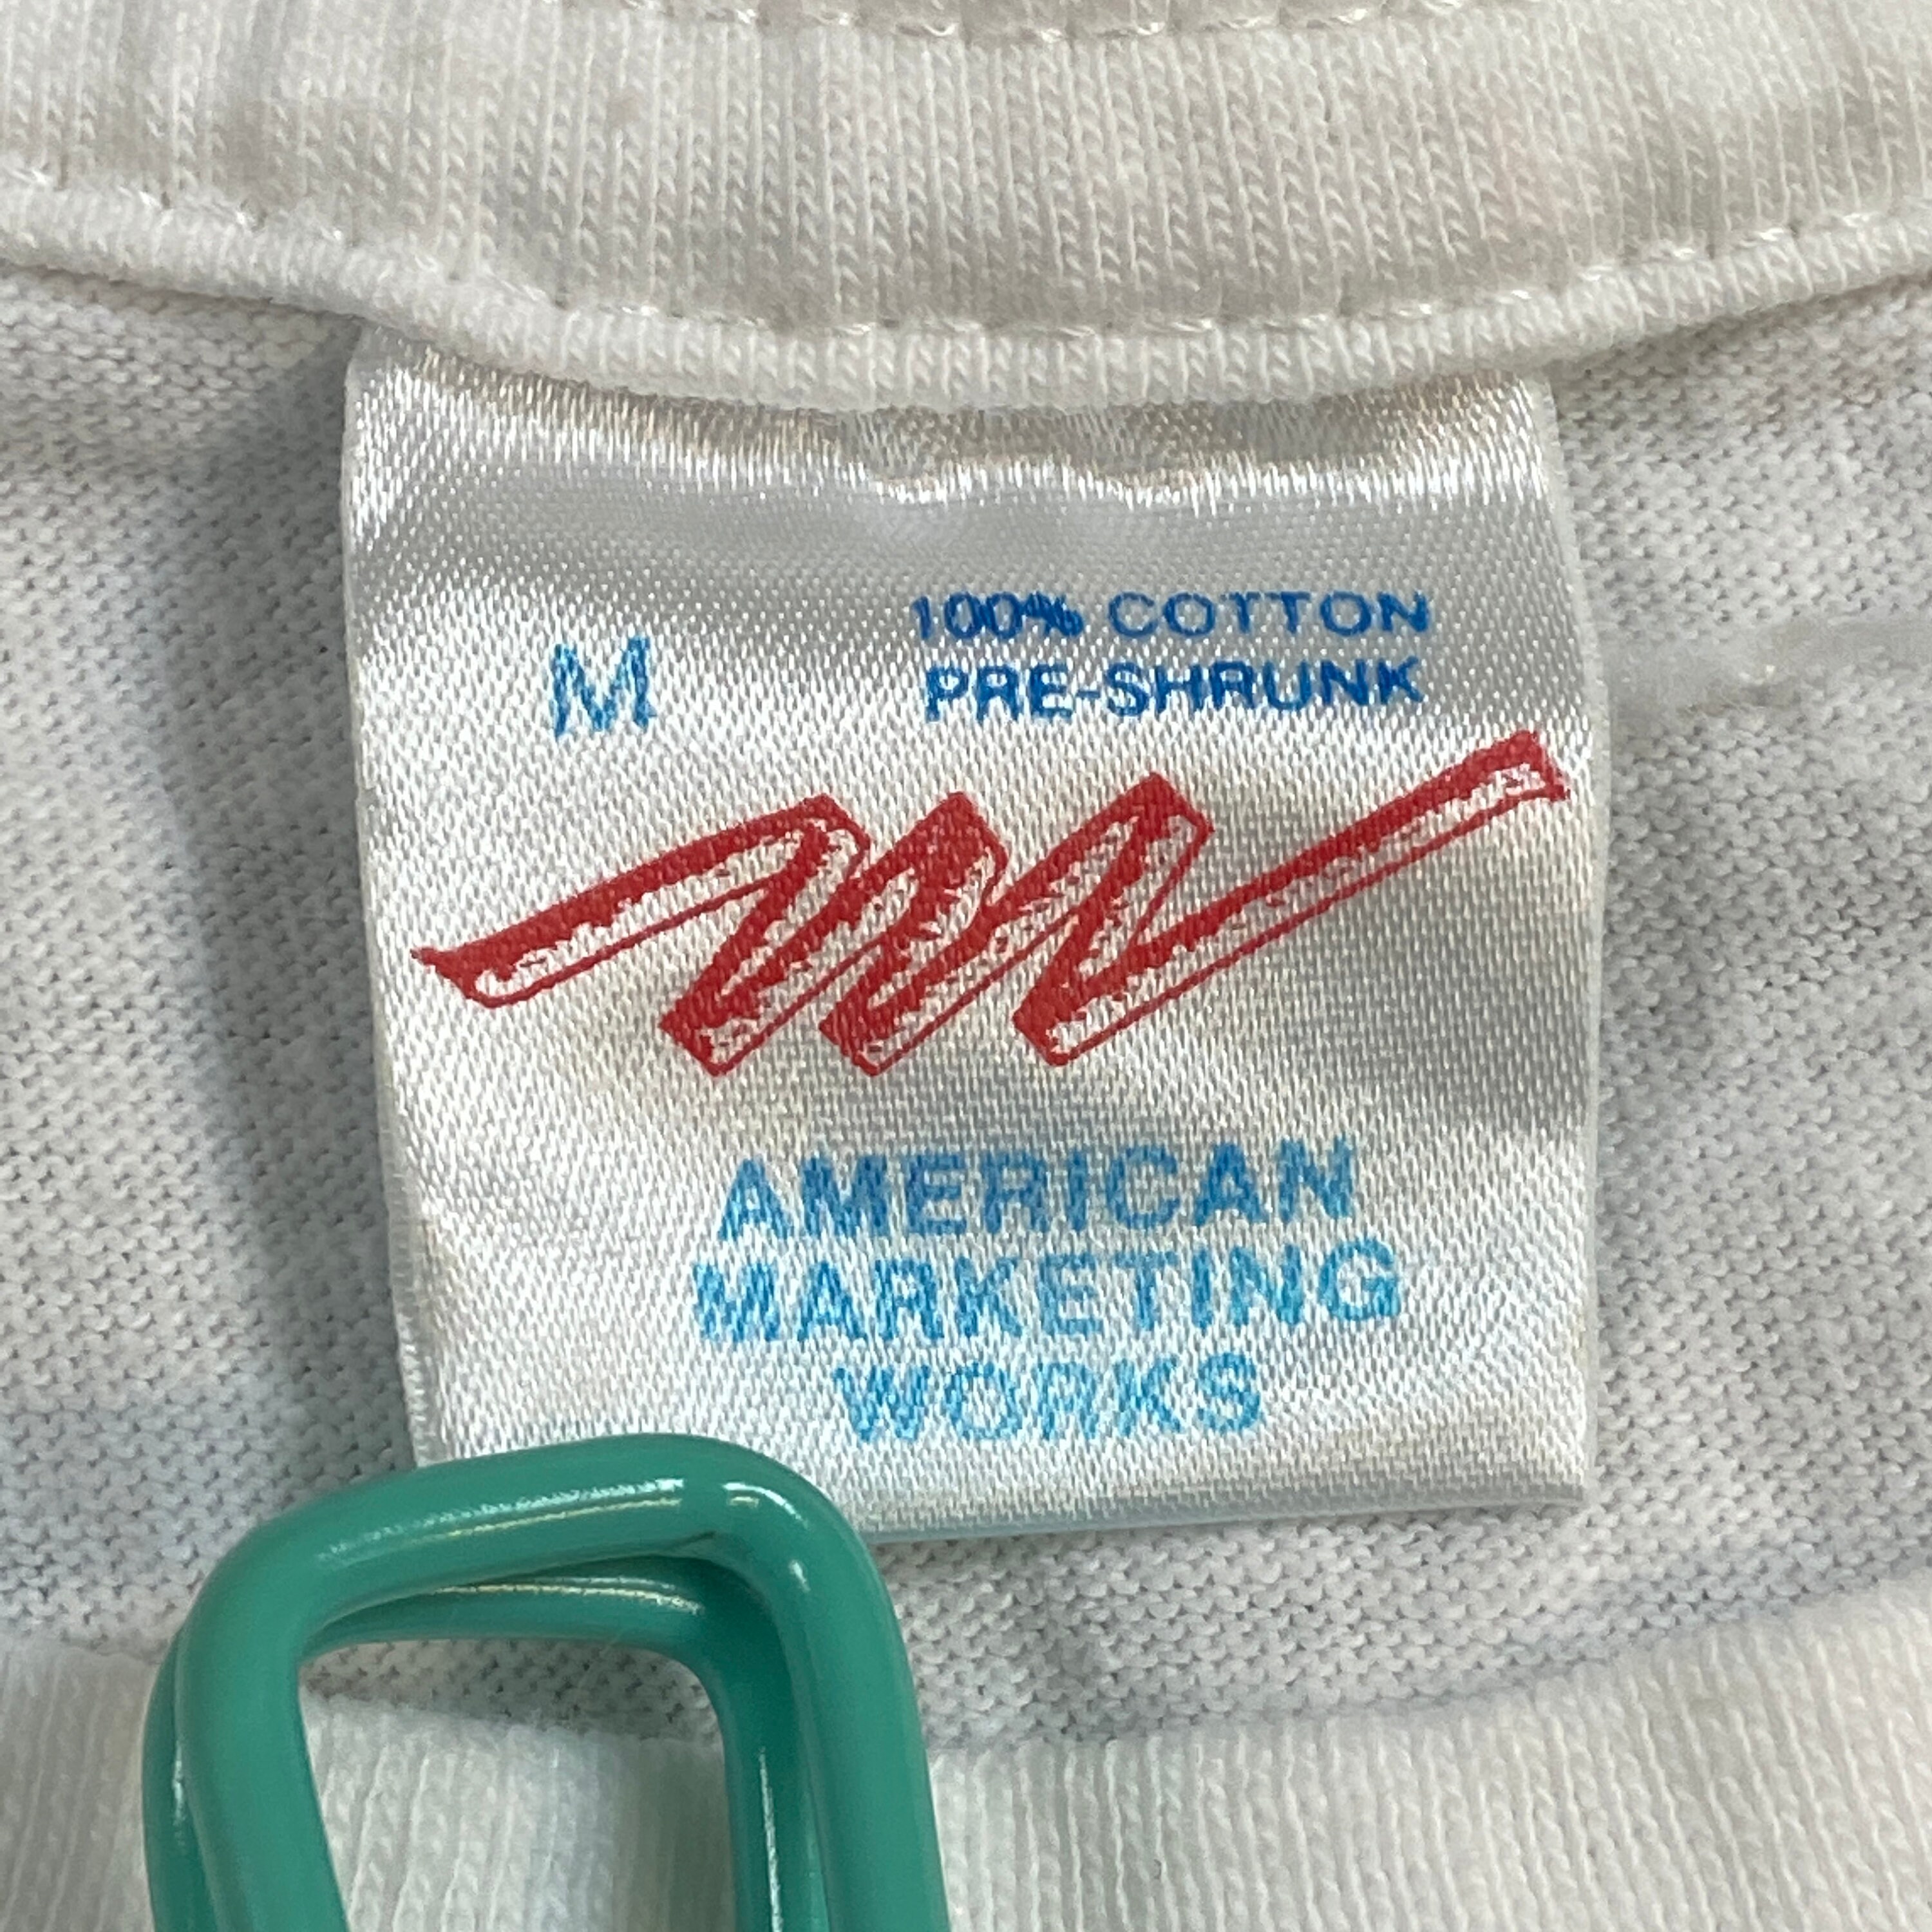 M
100% COTTON
PRE-SHRUNK
AMERICAN
MARKETING
WORKS